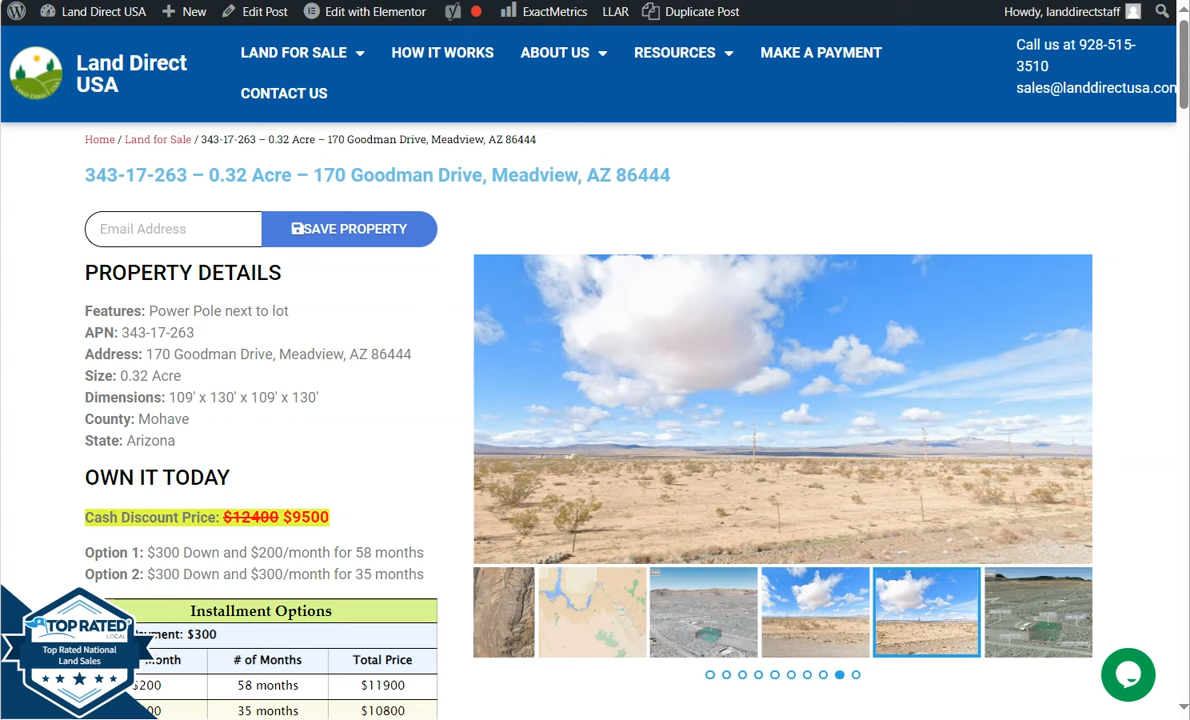 Land Direct USA
New
Edit Post
Edit with Elementor
ExactMetrics
LLAR
Duplicate Post
Howdy, landdirectstaff
Land Direct
USA
LAND FOR SALE
HOW IT WORKS
ABOUT US
RESOURCES
MAKE A PAYMENT
CONTACT US
Call us at 928-515-
3510
sales@landdirectusa.con
Home / Land for Sale / 343-17-263 – 0.32 Acre – 170 Goodman Drive, Meadview, AZ 86444
343-17-263 – 0.32 Acre – 170 Goodman Drive, Meadview, AZ 86444
Email Address
SAVE PROPERTY
PROPERTY DETAILS
Features: Power Pole next to lot
APN: 343-17-263
Address: 170 Goodman Drive, Meadview, AZ 86444
Size: 0.32 Acre
Dimensions: 109' x 130' x 109' x 130'
County: Mohave
State: Arizona
OWN IT TODAY
Cash Discount Price: $12400 $9500
Option 1: $300 Down and $200/month for 58 months
Option 2: $300 Down and $300/month for 35 months
Installment Options
ayment: $300
Month # of Months Total Price
$200 58 months $11900
00 35 months $10800
TOP RATED
LOCAL
Top Rated National
Land Sales